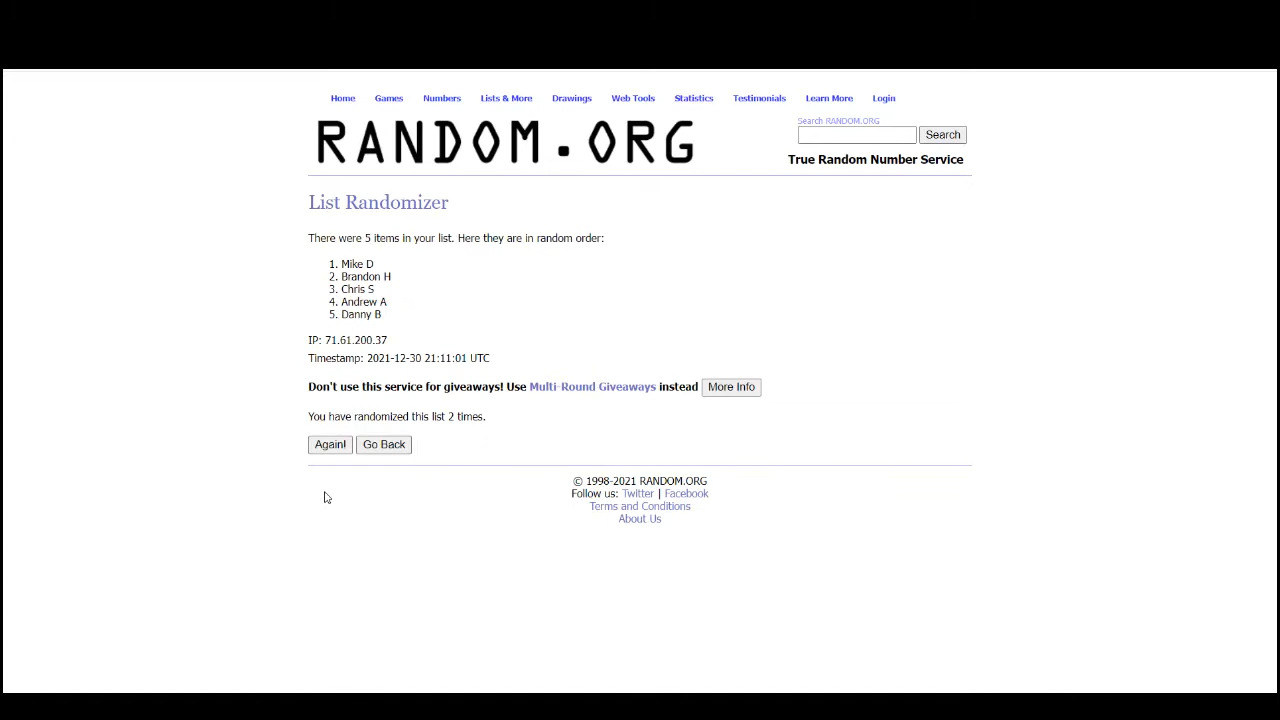 Home Games Numbers Lists & More Drawings Web Tools Statistics Testimonials Learn More Login
RANDOM.ORG
Search RANDOM.ORG
Search
True Random Number Service
List Randomizer
There were 5 items in your list. Here they are in random order:
1. Mike D
2. Brandon H
3. Chris S
4. Andrew A
5. Danny B
IP: 71.61.200.37
Timestamp: 2021-12-30 21:11:01 UTC
Don't use this service for giveaways! Use Multi-Round Giveaways instead More Info
You have randomized this list 2 times.
Again! Go Back
© 1998-2021 RANDOM.ORG
Follow us: Twitter | Facebook
Terms and Conditions
About Us